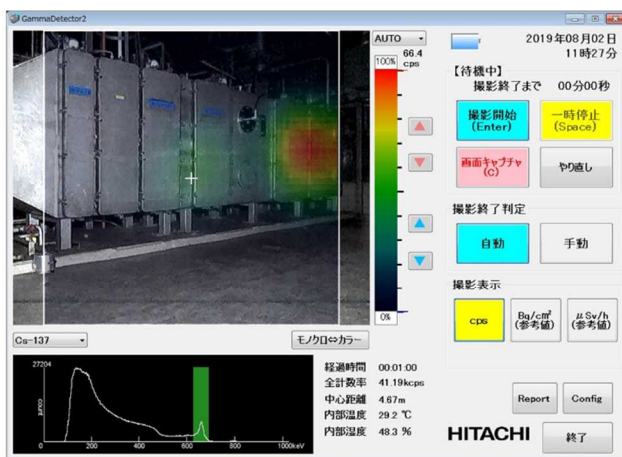 GammaDetector2
AUTO
66.4
cps
100%
0%
2019年08月02日
11時27分
【待機中】
撮影終了まで 00分00秒
撮影開始
(Enter)
一時停止
(Space)
画面キャプチャ
(C)
やり直し
撮影終了判定
自動
手動
撮影表示
cps
Bq/cm²
(参考値)
μSv/h
(参考値)
Cs-137
モノクロ⇔カラー
27204
count
0
0
200
400
600
800
1000keV
経過時間 00:01:00
全計数率 41.19kcps
中心距離 4.67m
内部温度 29.2 ℃
内部湿度 48.3 %
Report
Config
HITACHI
終了